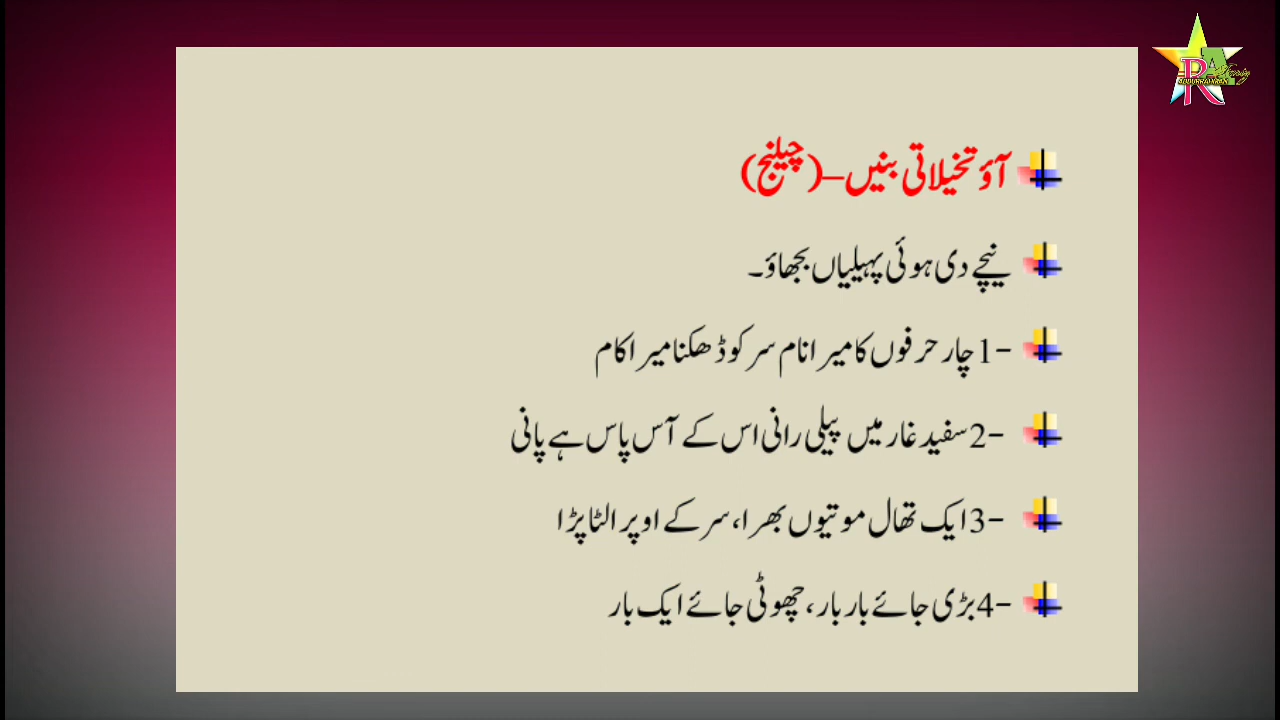 آؤ تخیلاتی بنیں–(چیلنج)
نیچے دی ہوئی پہیلیاں بجھاؤ۔
1-چار حرفوں کا میرا نام سر کو ڈھکنا میرا کام
2-سفید غار میں پیلی رانی اس کے آس پاس ہے پانی
3-ایک تھال موتیوں بھرا، سر کے اوپر الٹا پڑا
4-بڑی جائے بار بار، چھوٹی جائے ایک بار
RA